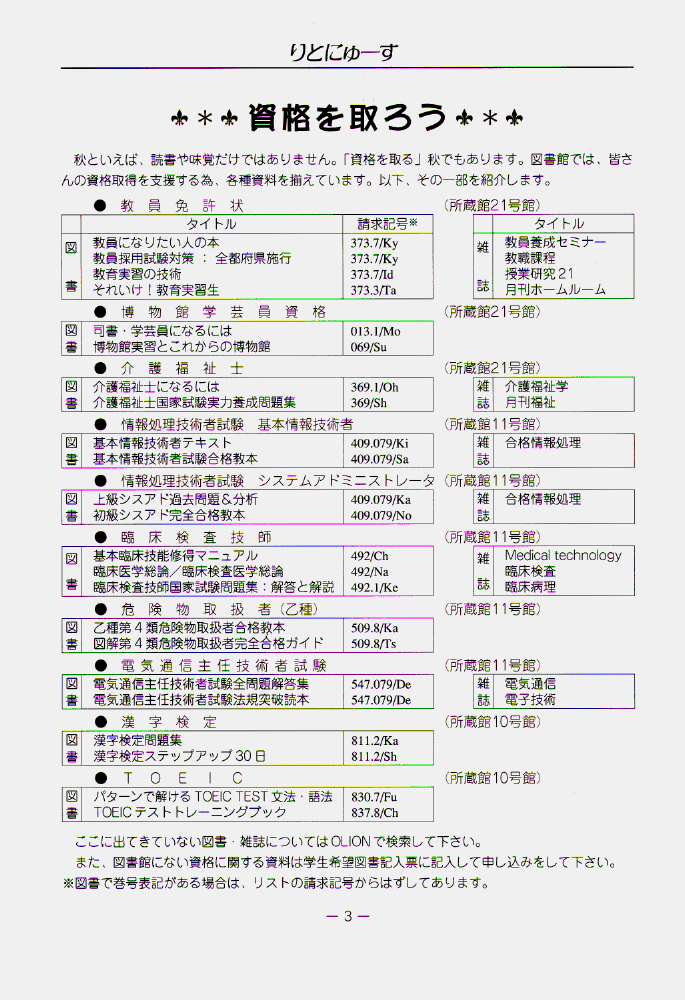 りとにゅーす
⚜＊⚜資格を取ろう⚜＊⚜
秋といえば、読書や味覚だけではありません。「資格を取る」秋でもあります。図書館では、皆さ
んの資格取得を支援する為、各種資料を揃えています。以下、その一部を紹介します。
● 教員免許状 （所蔵館21号館）
タイトル 請求記号※ タイトル
図書 雑誌
教員になりたい人の本 373.7/Ky 教員養成セミナー
教員採用試験対策 ： 全都府県施行 373.7/Ky 教職課程
教育実習の技術 373.7/Id 授業研究21
それいけ！教育実習生 373.3/Ta 月刊ホームルーム
● 博物館学芸員資格 （所蔵館21号館）
図 司書・学芸員になるには 013.1/Mo
書 博物館実習とこれからの博物館 069/Su
● 介護福祉士 （所蔵館21号館）
図 介護福祉士になるには 369.1/Oh 雑 介護福祉学
書 介護福祉士国家試験実力養成問題集 369/Sh 誌 月刊福祉
● 情報処理技術者試験 基本情報技術者 （所蔵館11号館）
図 基本情報技術者テキスト 409.079/Ki 雑 合格情報処理
書 基本情報技術者試験合格教本 409.079/Sa 誌
● 情報処理技術者試験 システムアドミニストレータ （所蔵館11号館）
図 上級シスアド過去問題＆分析 409.079/Ka 雑 合格情報処理
書 初級シスアド完全合格教本 409.079/No 誌
● 臨床検査技師 （所蔵館11号館）
図書 雑誌
基本臨床技能修得マニュアル 492/Ch Medical technology
臨床医学総論／臨床検査医学総論 492/Na 臨床検査
臨床検査技師国家試験問題集：解答と解説 492.1/Ke 臨床病理
● 危険物取扱者（乙種） （所蔵館11号館）
図 乙種第4類危険物取扱者合格教本 509.8/Ka
書 図解第4類危険物取扱者完全合格ガイド 509.8/Ts
● 電気通信主任技術者試験 （所蔵館11号館）
図 電気通信主任技術者試験全問題解答集 547.079/De 雑 電気通信
書 電気通信主任技術者試験法規突破読本 547.079/De 誌 電子技術
● 漢字検定 （所蔵館10号館）
図 漢字検定問題集 811.2/Ka
書 漢字検定ステップアップ30日 811.2/Sh
● TOEIC （所蔵館10号館）
図 パターンで解けるTOEIC TEST文法・語法 830.7/Fu
書 TOEICテストトレーニングブック 837.8/Ch
ここに出てきていない図書・雑誌についてはOLIONで検索して下さい。
また、図書館にない資格に関する資料は学生希望図書記入票に記入して申し込みをして下さい。
※図書で巻号表記がある場合は、リストの請求記号からはずしてあります。
－3－